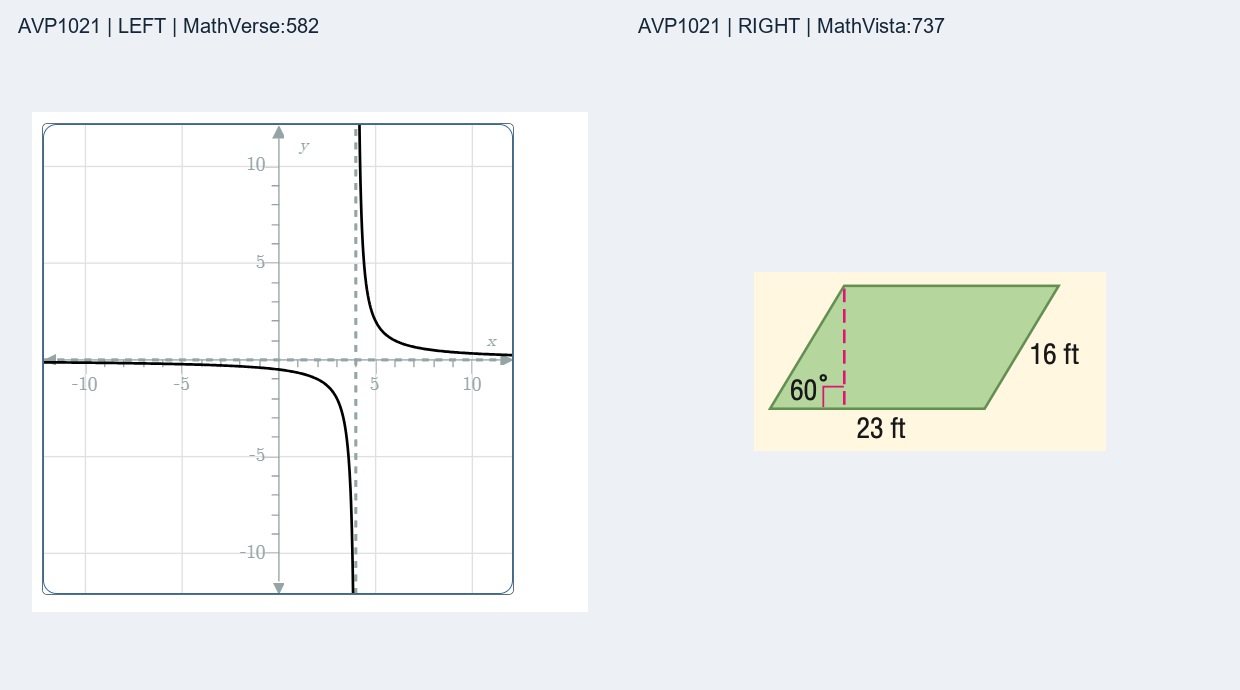 AVP1021 | LEFT | MathVerse:582
AVP1021 | RIGHT | MathVista:737
y
10
5
x
-10 -5 5 10
-5
-10
16 ft
60°
23 ft